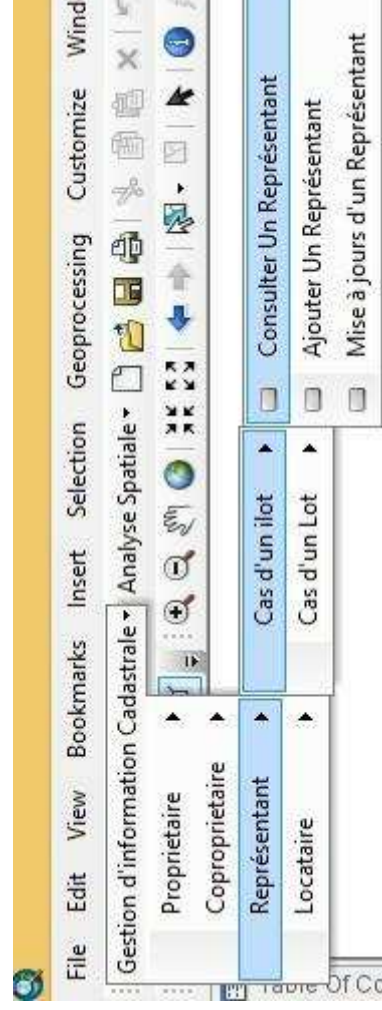 File Edit View Bookmarks Insert Selection Geoprocessing Customize Wind
Gestion d'information Cadastrale Analyse Spatiale
Proprietaire
Coproprietaire
Représentant
Locataire
Cas d'un ilot
Cas d'un Lot
Consulter Un Représentant
Ajouter Un Représentant
Mise à jours d'un Représentant
Table Of Co